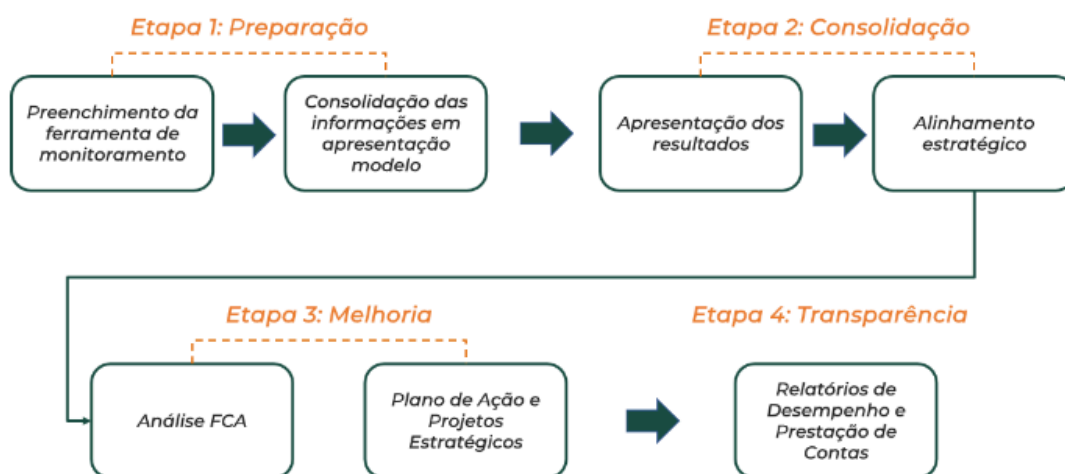 Etapa 1: Preparação
Etapa 2: Consolidação
Preenchimento da
ferramenta de
monitoramento
Consolidação das
informações em
apresentação
modelo
Apresentação dos
resultados
Alinhamento
estratégico
Etapa 3: Melhoria
Etapa 4: Transparência
Análise FCA
Plano de Ação e
Projetos
Estratégicos
Relatórios de
Desempenho e
Prestação de
Contas